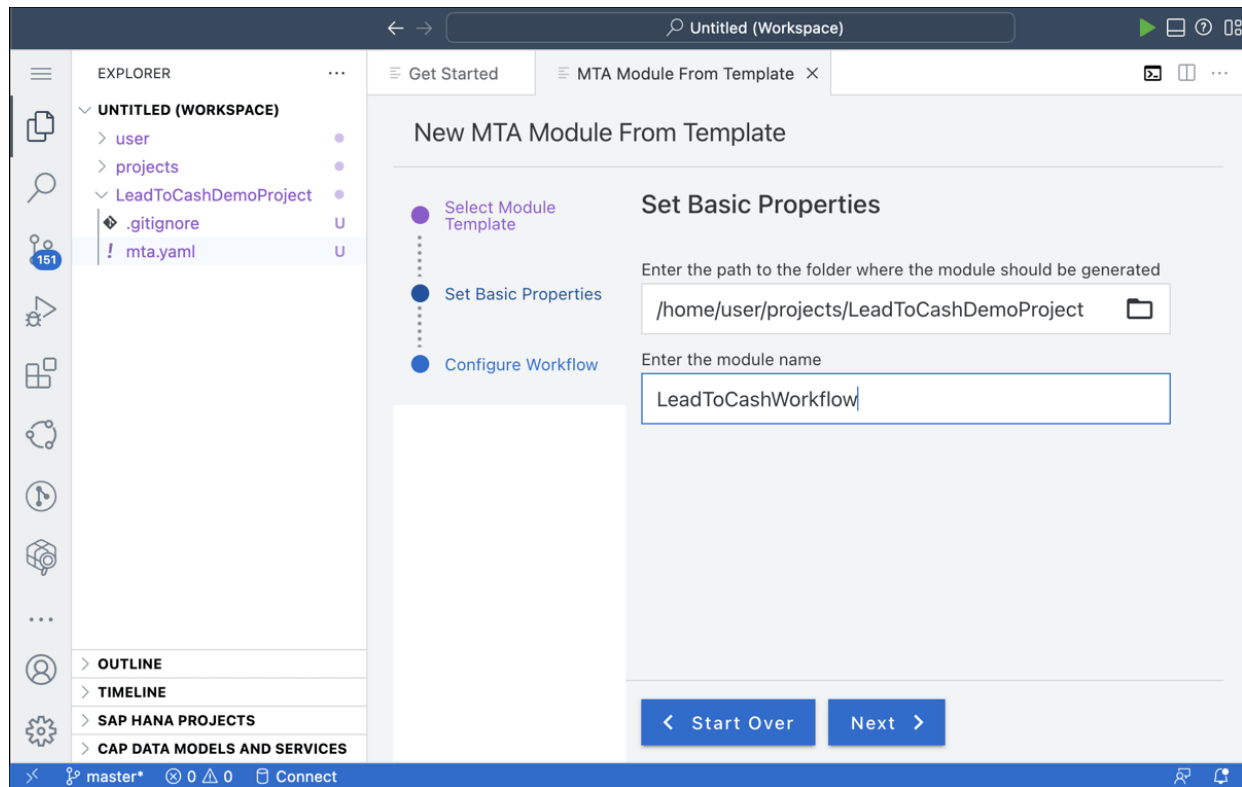 Untitled (Workspace)
EXPLORER
Get Started
MTA Module From Template
UNTITLED (WORKSPACE)
user
projects
LeadToCashDemoProject
.gitignore U
! mta.yaml U
151
OUTLINE
TIMELINE
SAP HANA PROJECTS
CAP DATA MODELS AND SERVICES
New MTA Module From Template
Select Module
Template
Set Basic Properties
Configure Workflow
Set Basic Properties
Enter the path to the folder where the module should be generated
/home/user/projects/LeadToCashDemoProject
Enter the module name
LeadToCashWorkflow
Start Over
Next
master* 0 0 Connect